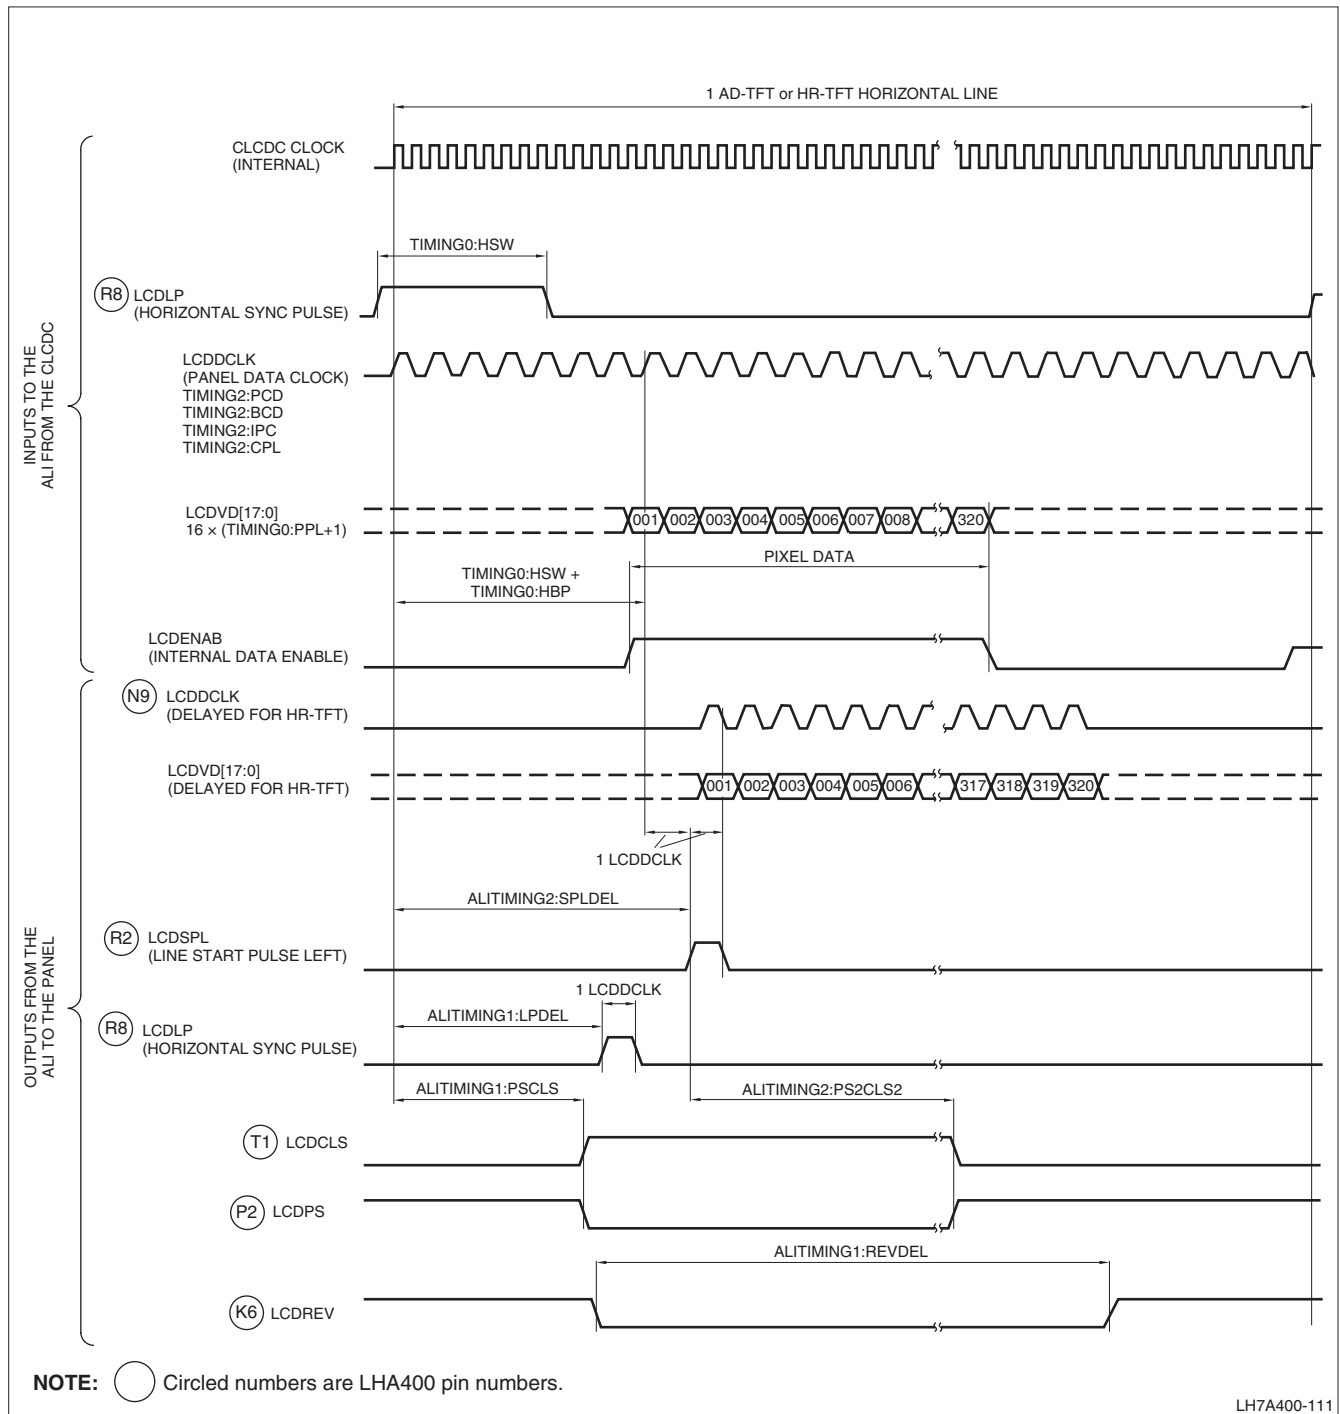 1 AD-TFT or HR-TFT HORIZONTAL LINE
CLCDC CLOCK
(INTERNAL)
TIMING0:HSW
R8 LCDLP
(HORIZONTAL SYNC PULSE)
INPUTS TO THE
ALI FROM THE CLCDC
LCDDCLK
(PANEL DATA CLOCK)
TIMING2:PCD
TIMING2:BCD
TIMING2:IPC
TIMING2:CPL
LCDVD[17:0]
16 × (TIMING0:PPL+1)
001 002 003 004 005 006 007 008 320
PIXEL DATA
TIMING0:HSW +
TIMING0:HBP
LCDENAB
(INTERNAL DATA ENABLE)
N9 LCDDCLK
(DELAYED FOR HR-TFT)
LCDVD[17:0]
(DELAYED FOR HR-TFT)
001 002 003 004 005 006 317 318 319 320
1 LCDDCLK
ALITIMING2:SPLDEL
R2 LCDSPL
(LINE START PULSE LEFT)
OUTPUTS FROM THE
ALI TO THE PANEL
1 LCDDCLK
ALITIMING1:LPDEL
R8 LCDLP
(HORIZONTAL SYNC PULSE)
ALITIMING1:PSCLS
ALITIMING2:PS2CLS2
T1 LCDCLS
P2 LCDPS
ALITIMING1:REVDEL
K6 LCDREV
NOTE: Circled numbers are LHA400 pin numbers.
LH7A400-111